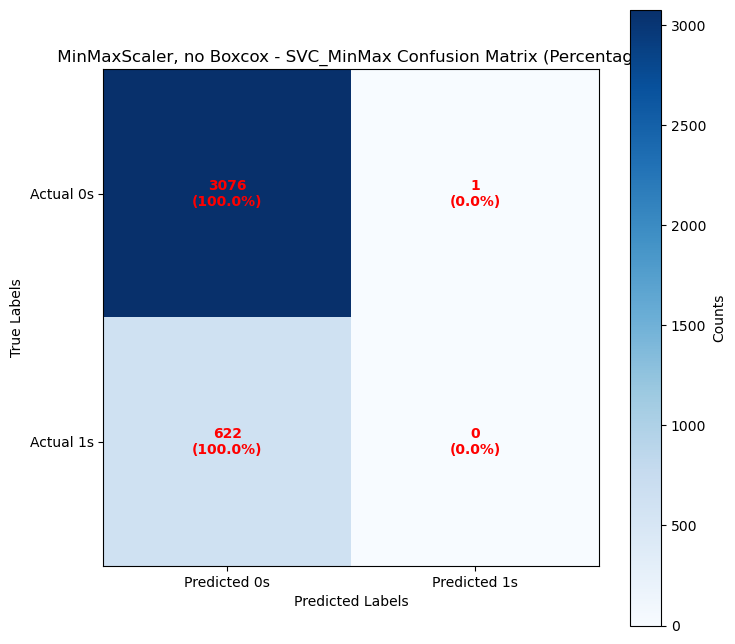 MinMaxScaler, no Boxcox - SVC_MinMax Confusion Matrix (Percentag
3000
2500
2000
1500
1000
500
0
Counts
Actual 0s
Actual 1s
True Labels
3076
(100.0%)
1
(0.0%)
622
(100.0%)
0
(0.0%)
Predicted 0s
Predicted 1s
Predicted Labels